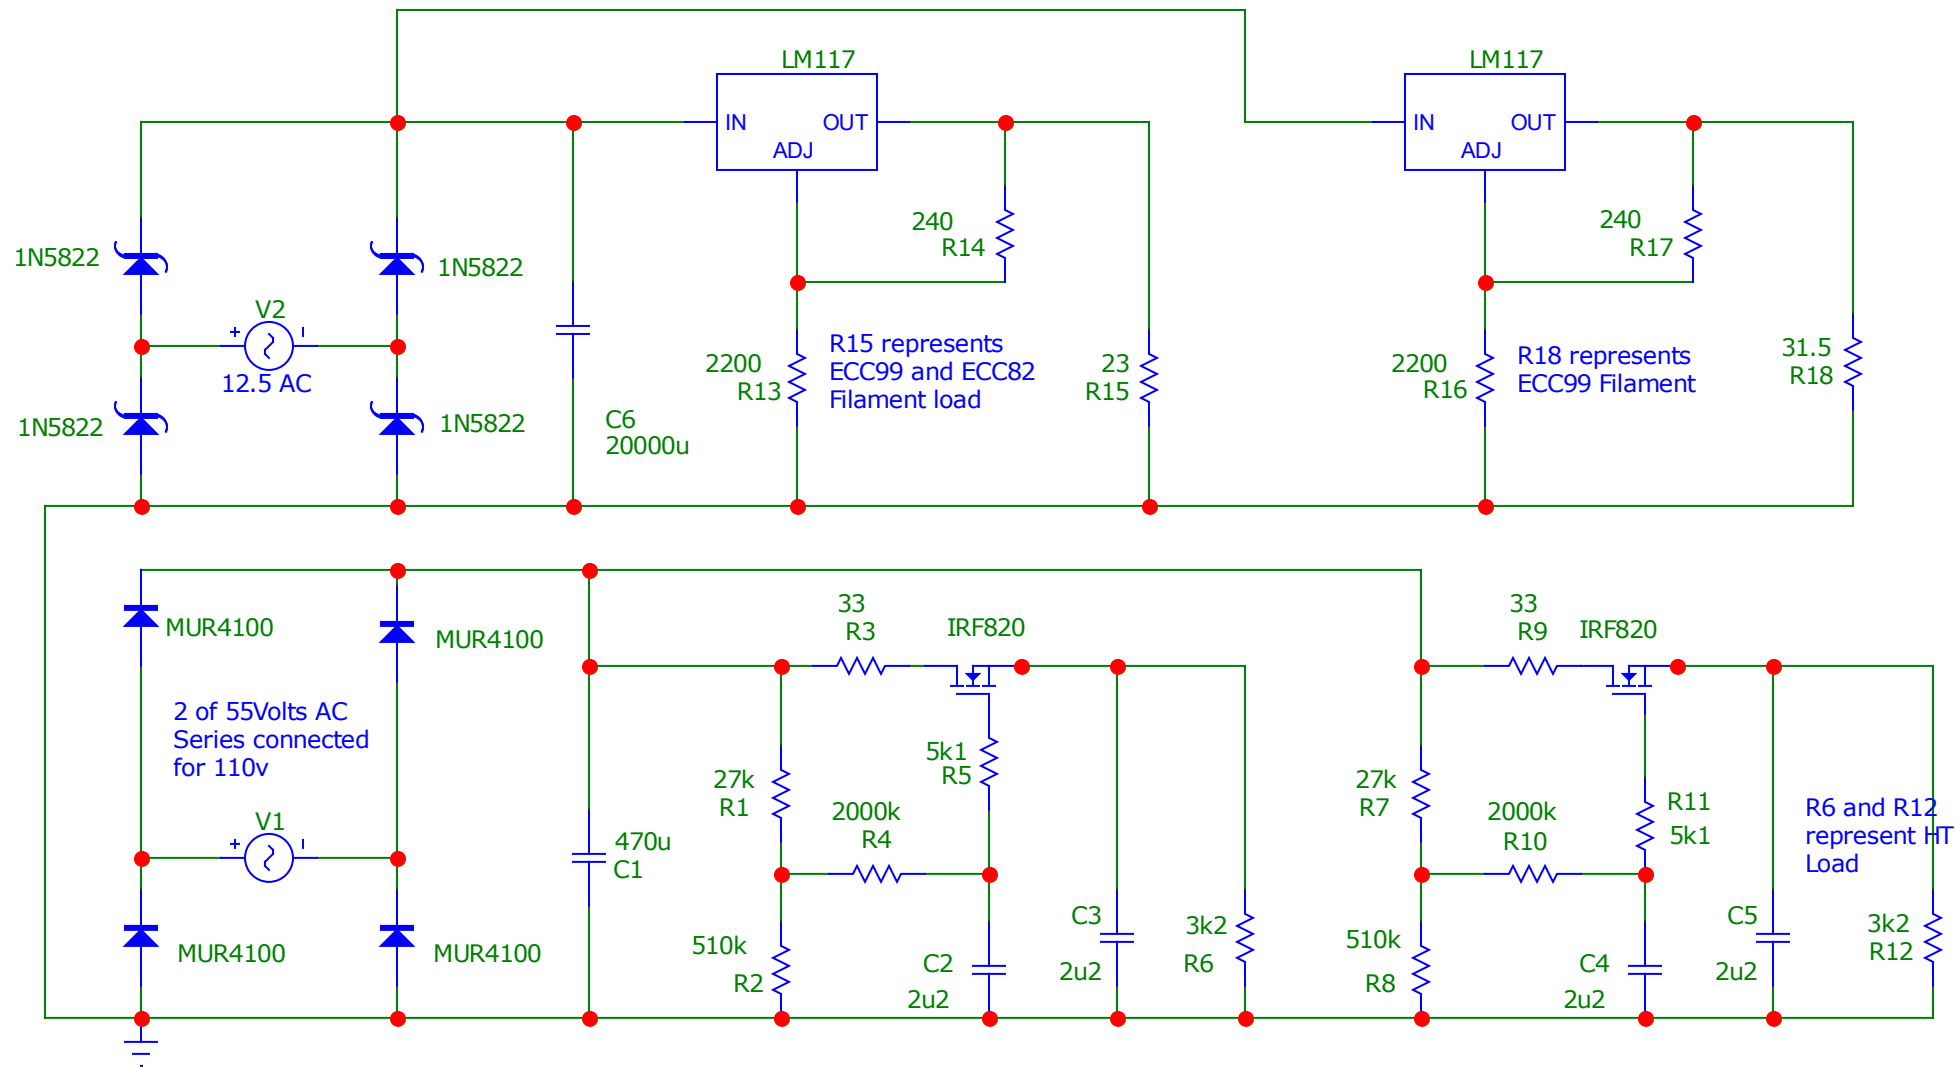 LM117
IN
OUT
ADJ
LM117
IN
OUT
ADJ
1N5822
1N5822
V2
+
12.5 AC
1N5822
1N5822
C6
20000u
240
R14
2200
R13
R15 represents
ECC99 and ECC82
Filament load
23
R15
240
R17
2200
R16
R18 represents
ECC99 Filament
31.5
R18
MUR4100
MUR4100
2 of 55Volts AC
Series connected
for 110v
V1
+
MUR4100
MUR4100
470u
C1
33
R3
IRF820
27k
R1
2000k
R4
5k1
R5
510k
R2
C2
2u2
C3
2u2
3k2
R6
33
R9
IRF820
27k
R7
2000k
R10
R11
5k1
510k
R8
C4
2u2
C5
2u2
R6 and R12
represent HT
Load
3k2
R12